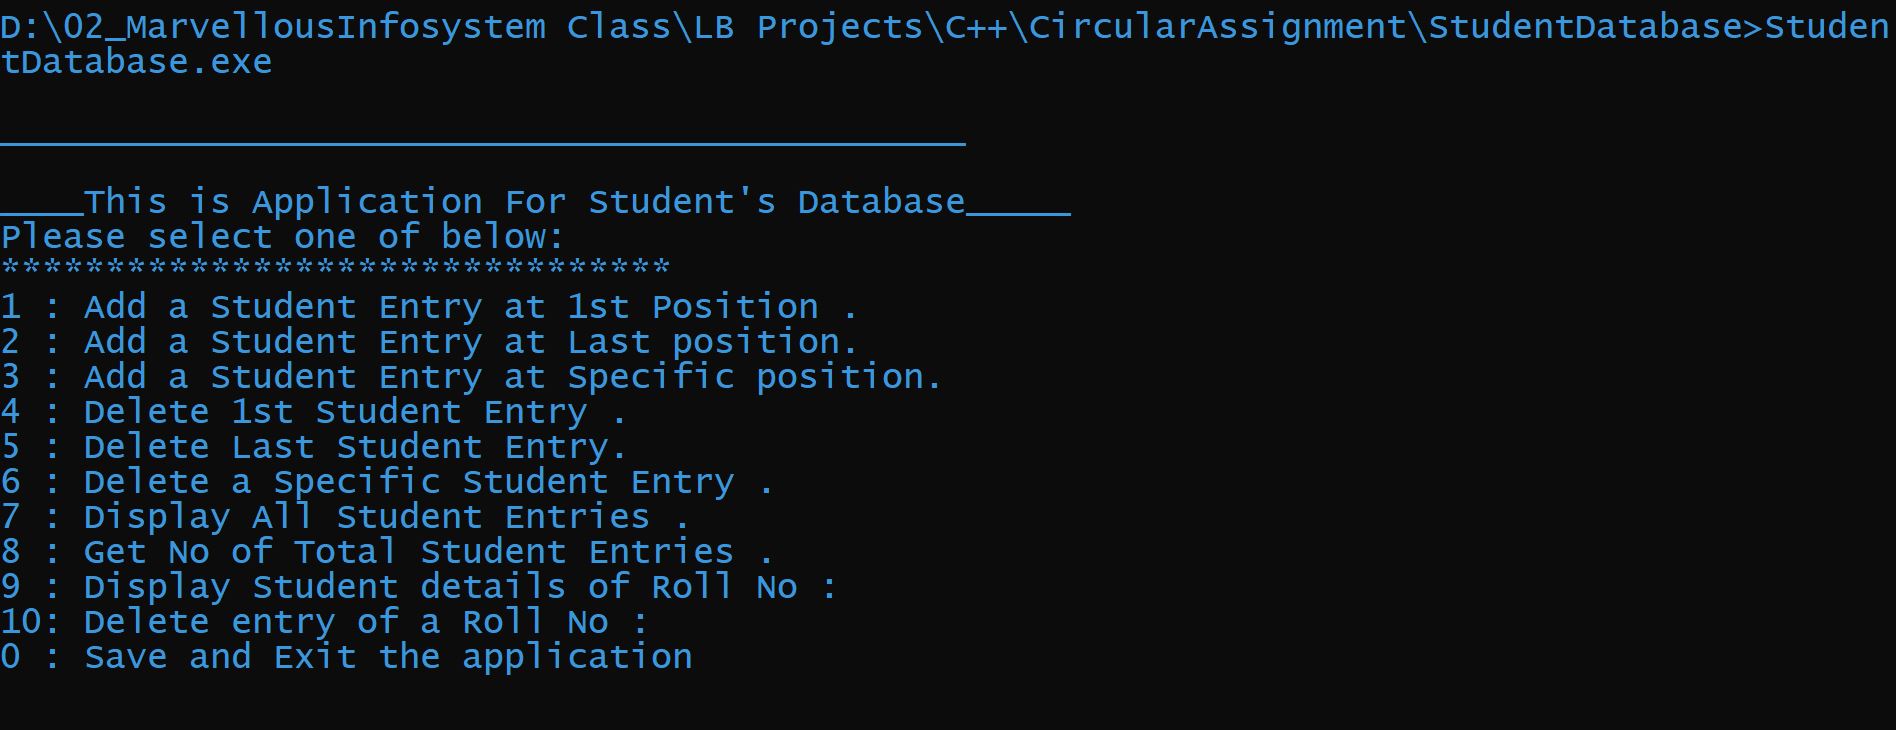 D:\02_MarvellousInfosystem Class\LB Projects\C++\CircularAssignment\StudentDatabase>Studen
tDatabase.exe
______________________________________________
____This is Application For Student's Database_____
Please select one of below:
********************************
1 : Add a Student Entry at 1st Position .
2 : Add a Student Entry at Last position.
3 : Add a Student Entry at Specific position.
4 : Delete 1st Student Entry .
5 : Delete Last Student Entry.
6 : Delete a Specific Student Entry .
7 : Display All Student Entries .
8 : Get No of Total Student Entries .
9 : Display Student details of Roll No :
10: Delete entry of a Roll No :
0 : Save and Exit the application